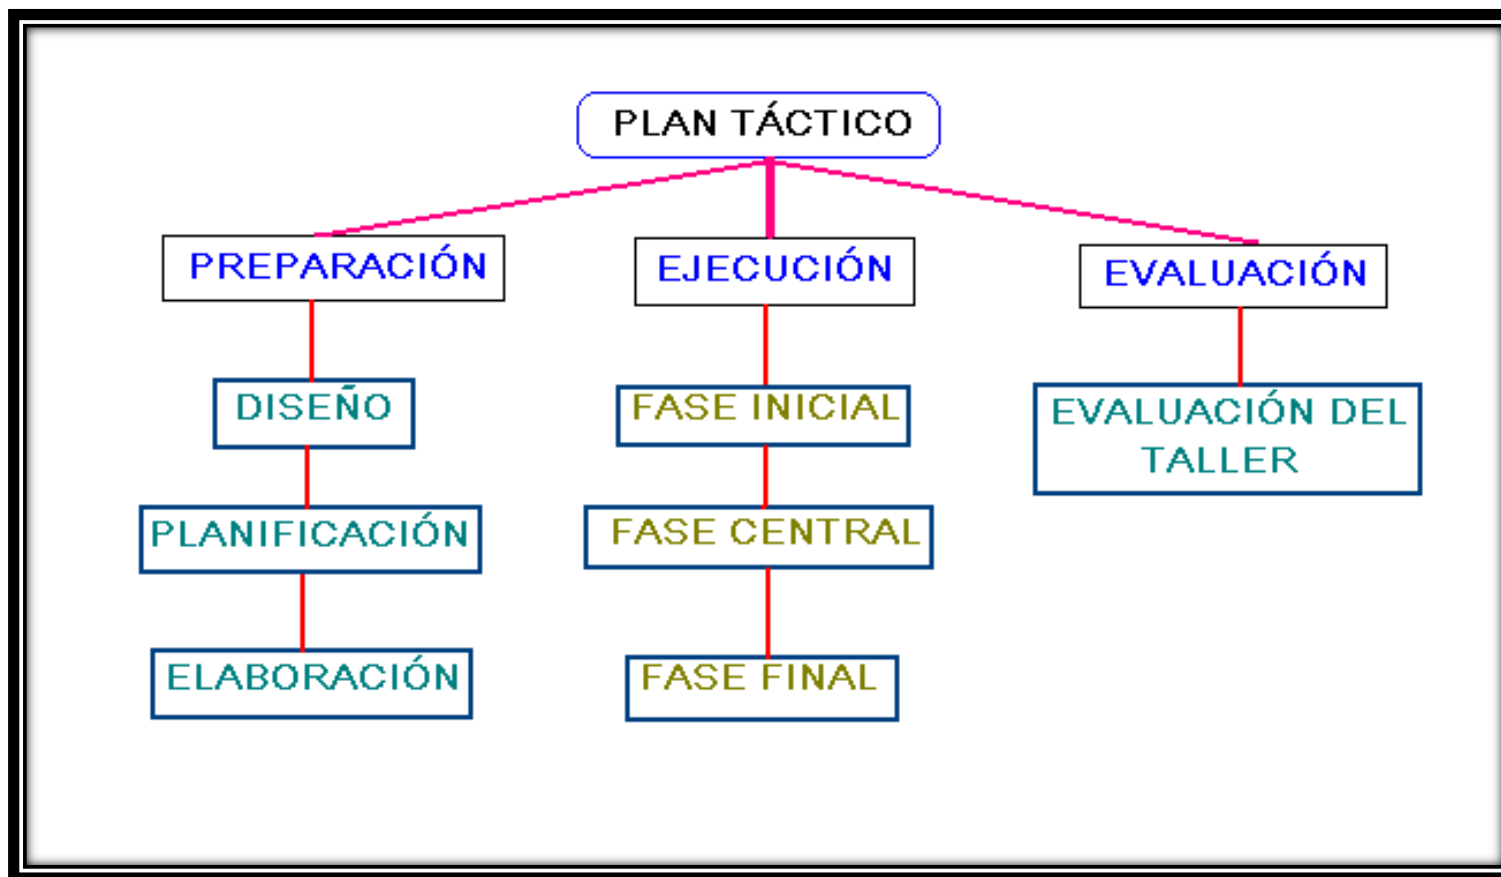 PLAN TÁCTICO
PREPARACIÓN
EJECUCIÓN
EVALUACIÓN
DISEÑO
FASE INICIAL
EVALUACIÓN DEL
TALLER
PLANIFICACIÓN
FASE CENTRAL
ELABORACIÓN
FASE FINAL